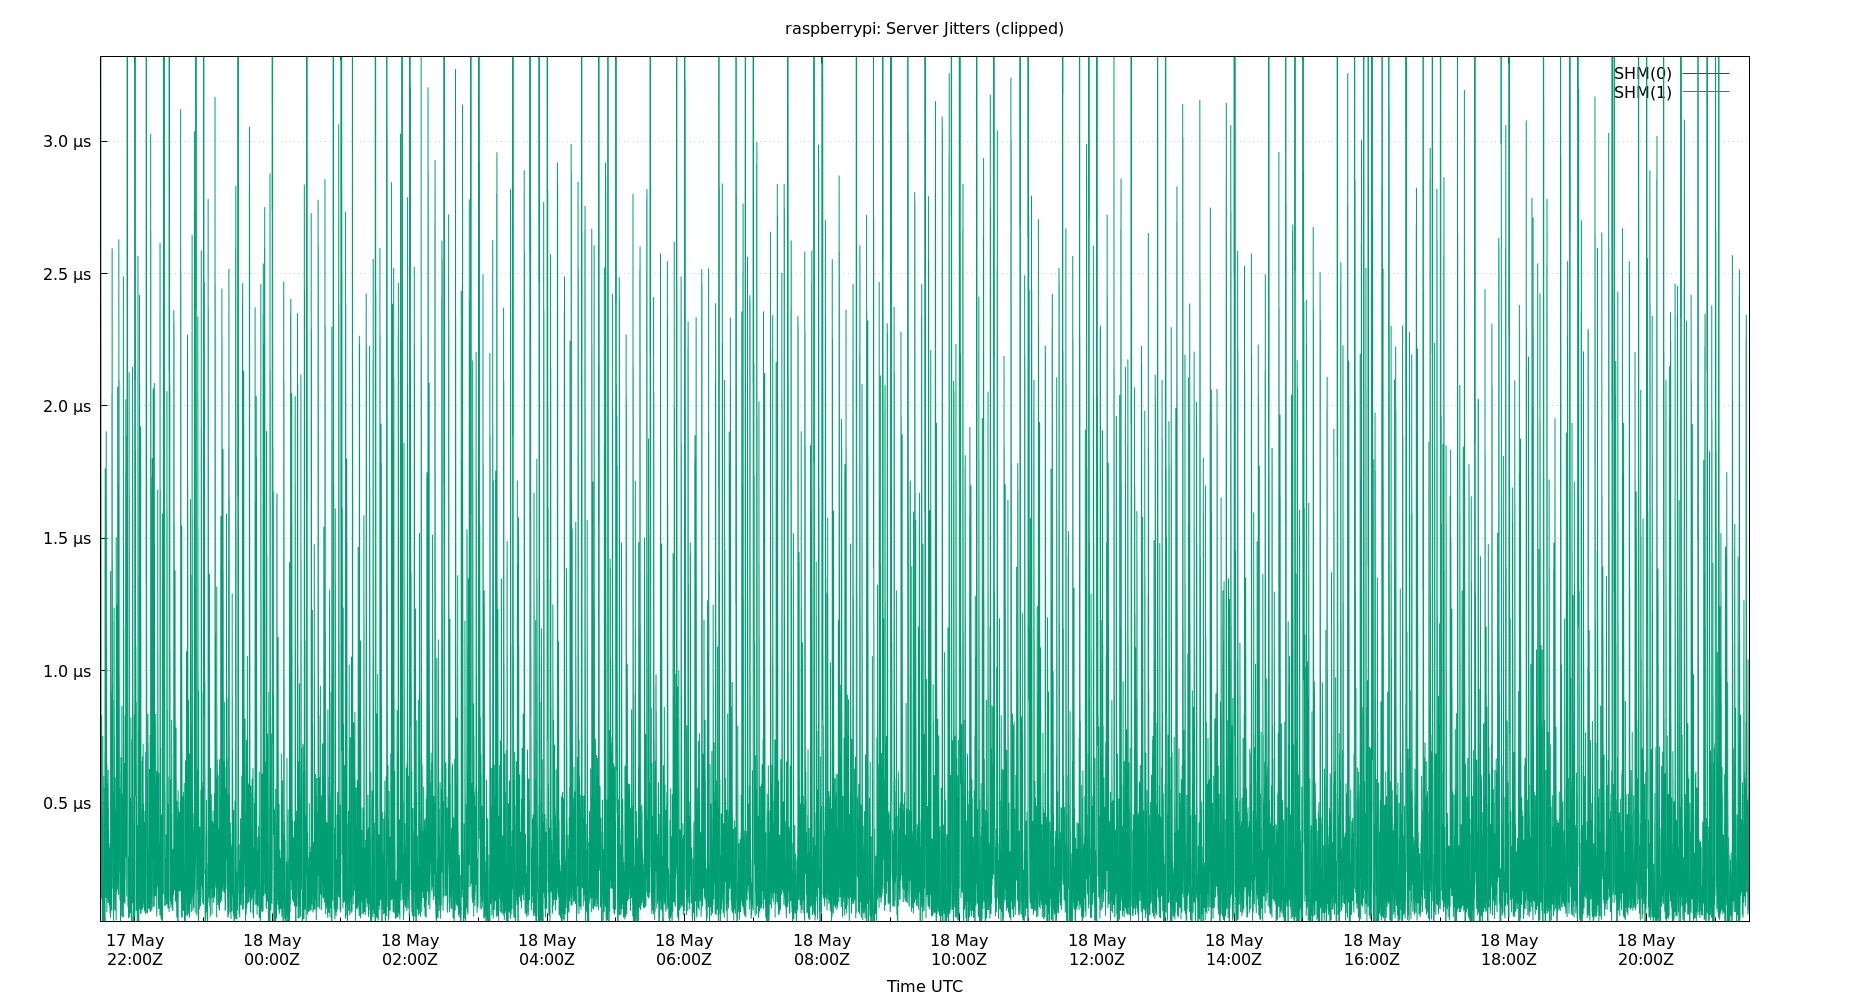 raspberrypi: Server Jitters (clipped)
SHM(0)
SHM(1)
3.0 µs
2.5 µs
2.0 µs
1.5 µs
1.0 µs
0.5 µs
17 May 18 May 18 May 18 May 18 May 18 May 18 May 18 May 18 May 18 May 18 May 18 May
22:00Z 00:00Z 02:00Z 04:00Z 06:00Z 08:00Z 10:00Z 12:00Z 14:00Z 16:00Z 18:00Z 20:00Z
Time UTC